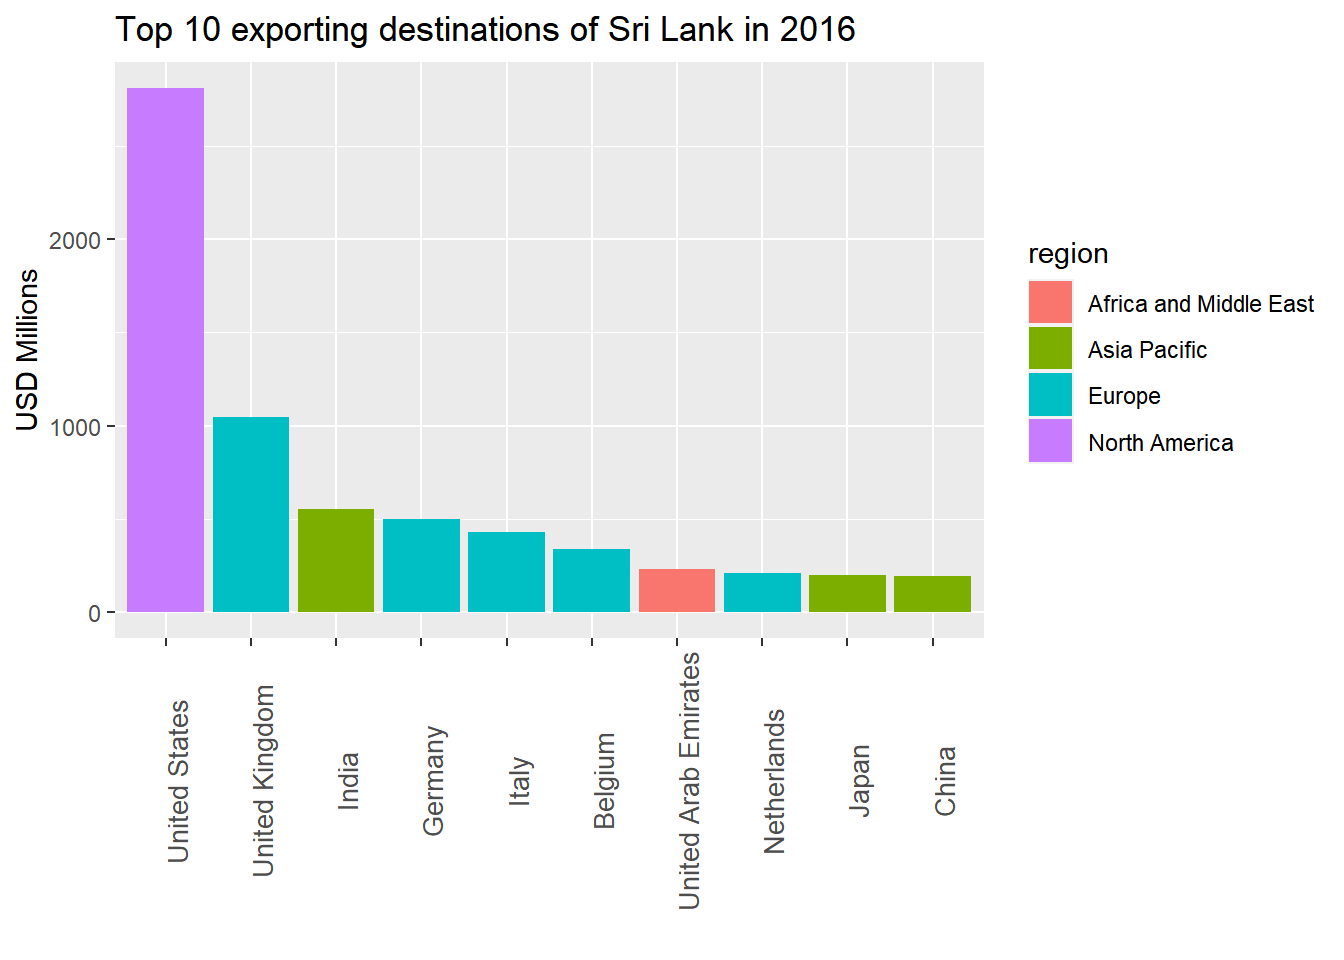 Top 10 exporting destinations of Sri Lank in 2016
USD Millions
2000
1000
0
United States
United Kingdom
India
Germany
Italy
Belgium
United Arab Emirates
Netherlands
Japan
China
region
Africa and Middle East
Asia Pacific
Europe
North America